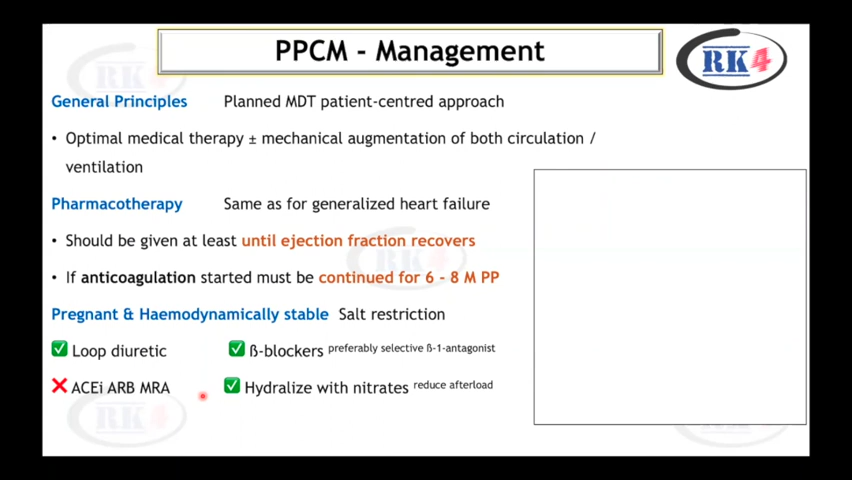 PPCM - Management
RK4
General Principles Planned MDT patient-centred approach
• Optimal medical therapy ± mechanical augmentation of both circulation /
ventilation
Pharmacotherapy Same as for generalized heart failure
• Should be given at least until ejection fraction recovers
• If anticoagulation started must be continued for 6 - 8 M PP
Pregnant & Haemodynamically stable Salt restriction
✅ Loop diuretic ✅ ß-blockers preferably selective ß-1-antagonist
❌ ACEi ARB MRA ✅ Hydralize with nitrates reduce afterload